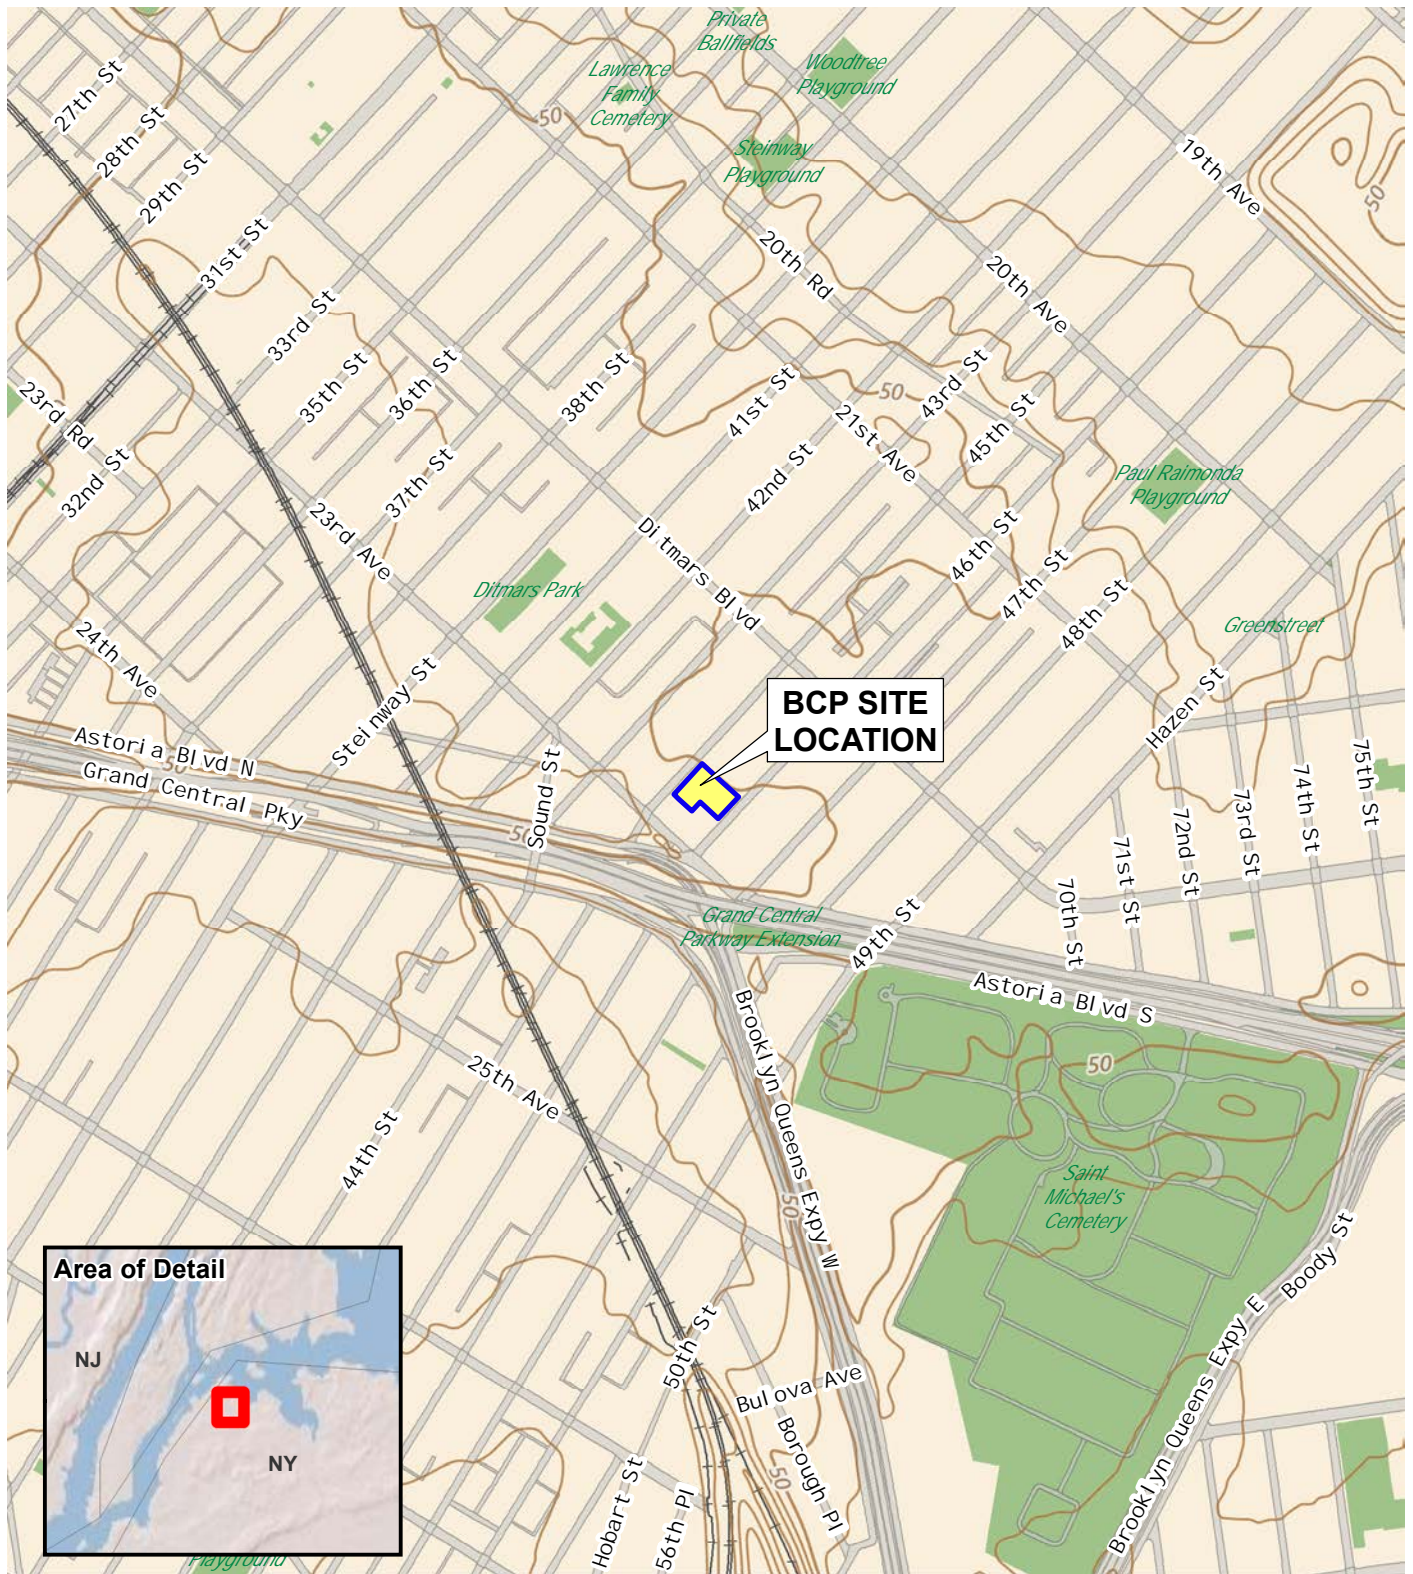 Private
Ballfields
Woodtree
Playground
Lawrence
Family
Cemetery
27th St
50
28th St
Steinway
Playground
19th Ave
29th St
50
31st St
20th Rd
20th Ave
33rd St
35th St
36th St
38th St
41st St
50
43rd St
23rd Rd
32nd St
21st Ave
45th St
42nd St
37th St
Paul Raimonda
Playground
23rd Ave
Ditmars Blvd
46th St
47th St
48th St
Ditmars Park
Greenstreet
24th Ave
Steinway St
Hazen St
BCP SITE
LOCATION
Astoria Blvd N
50
Grand Central Pky
Sound St
50
75th St
74th St
73rd St
72nd St
71st St
70th St
Grand Central
Parkway Extension
49th St
Astoria Blvd S
Brooklyn Queens Expy W
50
25th Ave
44th St
50
Saint
Michael's
Cemetery
Boody St
Brooklyn Queens Expy E
Area of Detail
NJ
NY
50th St
Bulova Ave
Borough Pl
50
Hobart St
56th Pl
Playground